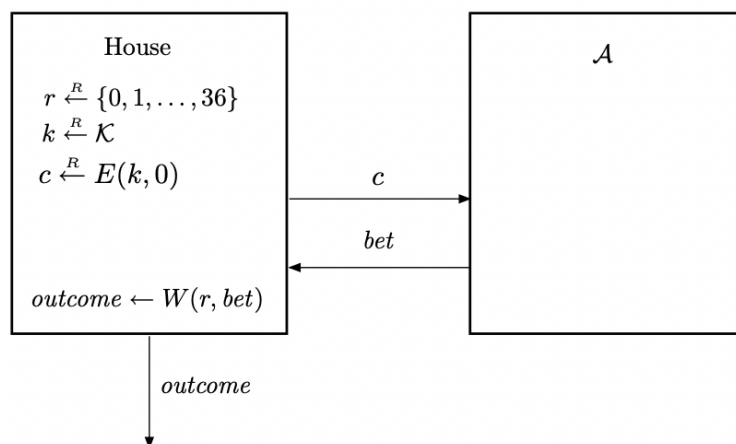 House
𝒜
r ←ᴿ {0, 1, . . . , 36}
k ←ᴿ 𝒦
c ←ᴿ E(k, 0)
c
bet
outcome ← W(r, bet)
outcome